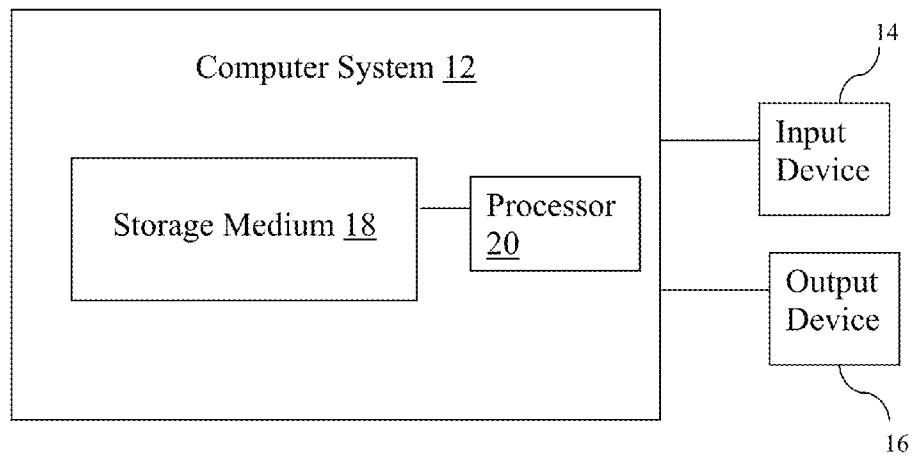 Computer System 12
14
Input
Device
Storage Medium 18
Processor
20
Output
Device
16